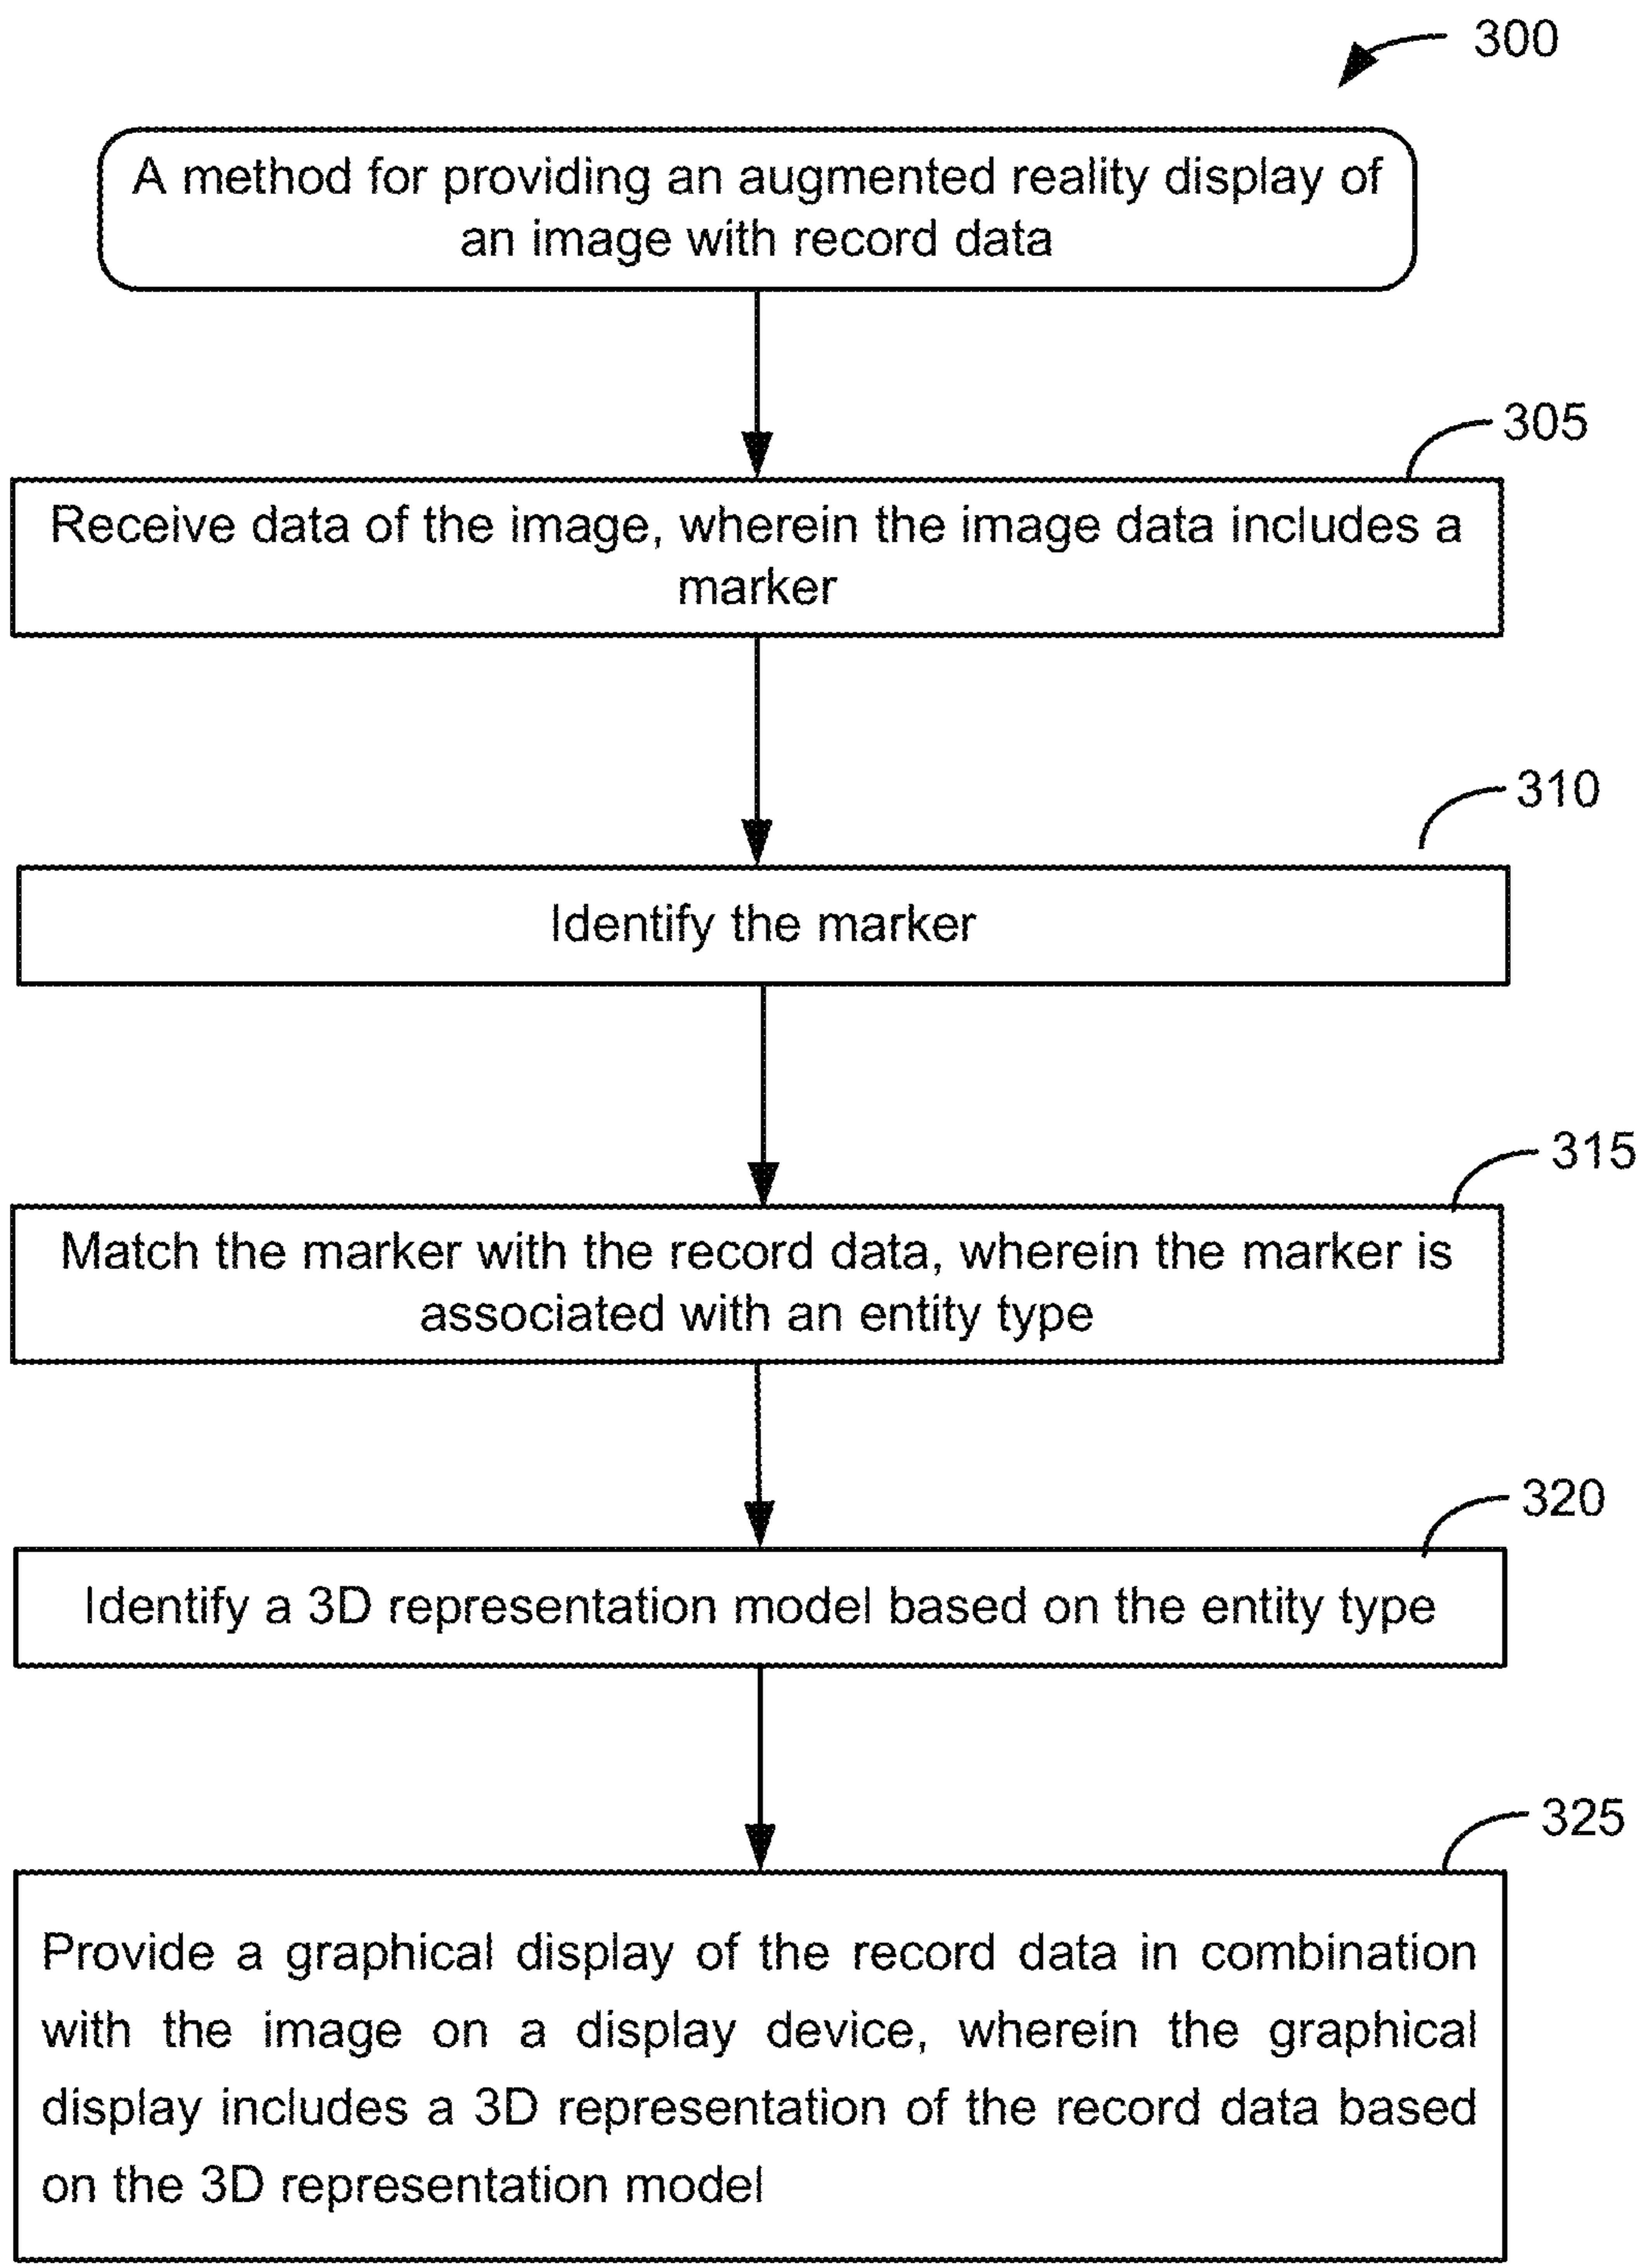 300
A method for providing an augmented reality display of
an image with record data
305
Receive data of the image, wherein the image data includes a
marker
310
Identify the marker
315
Match the marker with the record data, wherein the marker is
associated with an entity type
320
Identify a 3D representation model based on the entity type
325
Provide a graphical display of the record data in combination
with the image on a display device, wherein the graphical
display includes a 3D representation of the record data based
on the 3D representation model